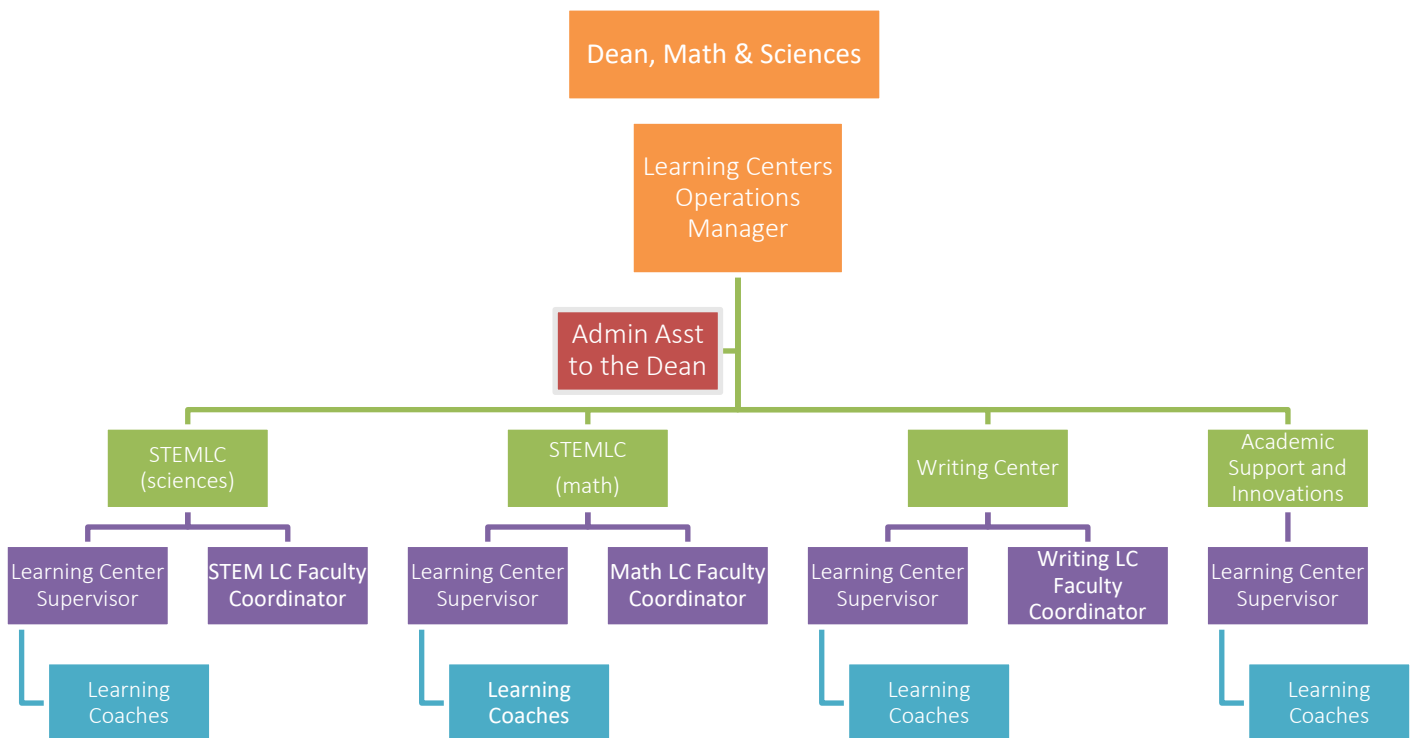 Dean, Math & Sciences
Learning Centers
Operations
Manager
Admin Asst
to the Dean
STEMLC
(sciences)
STEMLC
(math)
Writing Center
Academic
Support and
Innovations
Learning Center
Supervisor
STEM LC Faculty
Coordinator
Learning Center
Supervisor
Math LC Faculty
Coordinator
Learning Center
Supervisor
Writing LC
Faculty
Coordinator
Learning Center
Supervisor
Learning
Coaches
Learning
Coaches
Learning
Coaches
Learning
Coaches